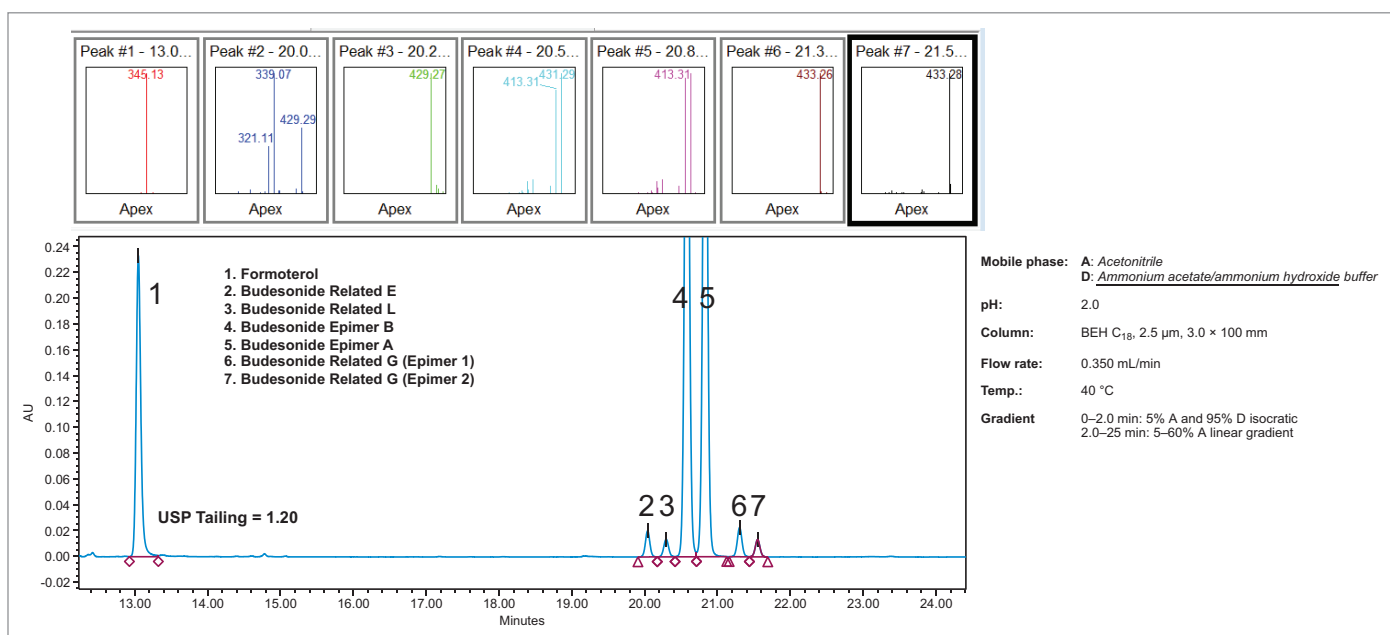 Peak #1 - 13.0...
Peak #2 - 20.0...
Peak #3 - 20.2...
Peak #4 - 20.5...
Peak #5 - 20.8...
Peak #6 - 21.3...
Peak #7 - 21.5...
345.13
339.07
429.29
321.11
429.27
431.29
413.31
413.31
433.26
433.28
Apex
Apex
Apex
Apex
Apex
Apex
Apex
AU
0.24
0.22
0.20
0.18
0.16
0.14
0.12
0.10
0.08
0.06
0.04
0.02
0.00
-0.02
1
1. Formoterol
2. Budesonide Related E
3. Budesonide Related L
4. Budesonide Epimer B
5. Budesonide Epimer A
6. Budesonide Related G (Epimer 1)
7. Budesonide Related G (Epimer 2)
USP Tailing = 1.20
2 3
4 5
6 7
13.00 14.00 15.00 16.00 17.00 18.00 19.00 20.00 21.00 22.00 23.00 24.00
Minutes
Mobile phase: A: Acetonitrile
D: Ammonium acetate/ammonium hydroxide buffer
pH: 2.0
Column: BEH C₁₈, 2.5 µm, 3.0 × 100 mm
Flow rate: 0.350 mL/min
Temp.: 40 °C
Gradient 0–2.0 min: 5% A and 95% D isocratic
2.0–25 min: 5–60% A linear gradient